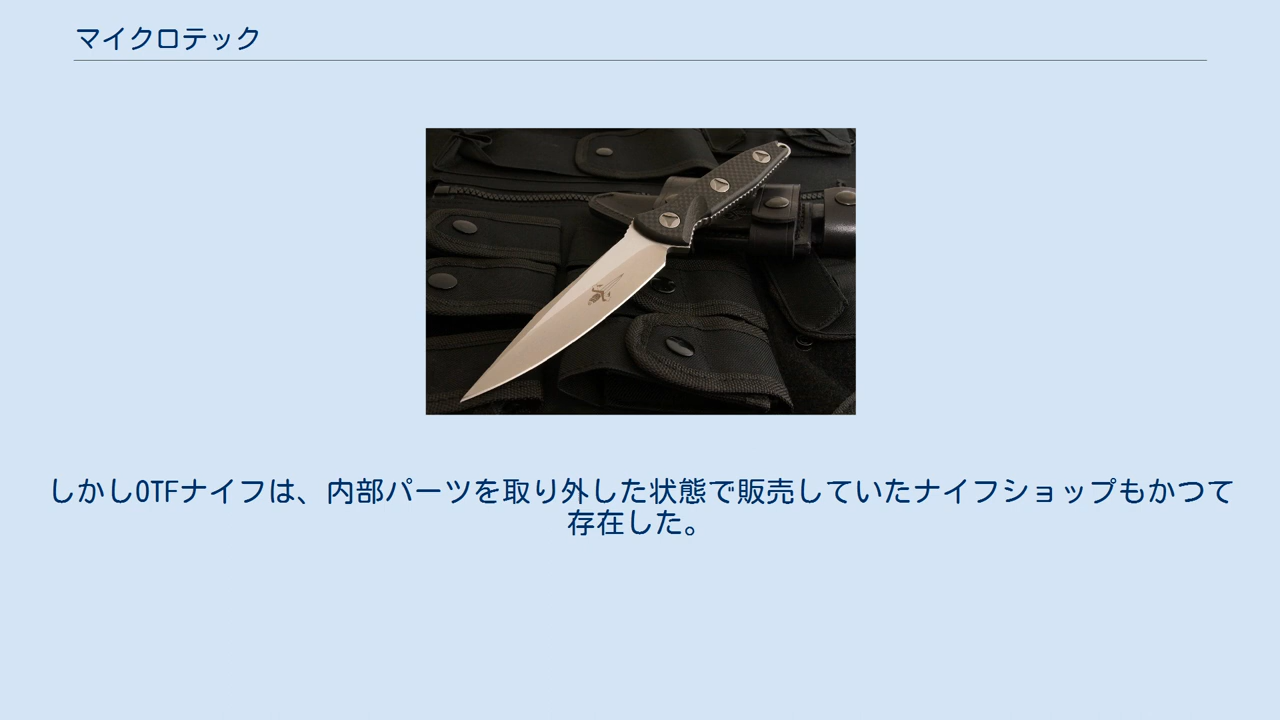 マイクロテック
しかしOTFナイフは、内部パーツを取り外した状態で販売していたナイフショップもかつて
存在した。